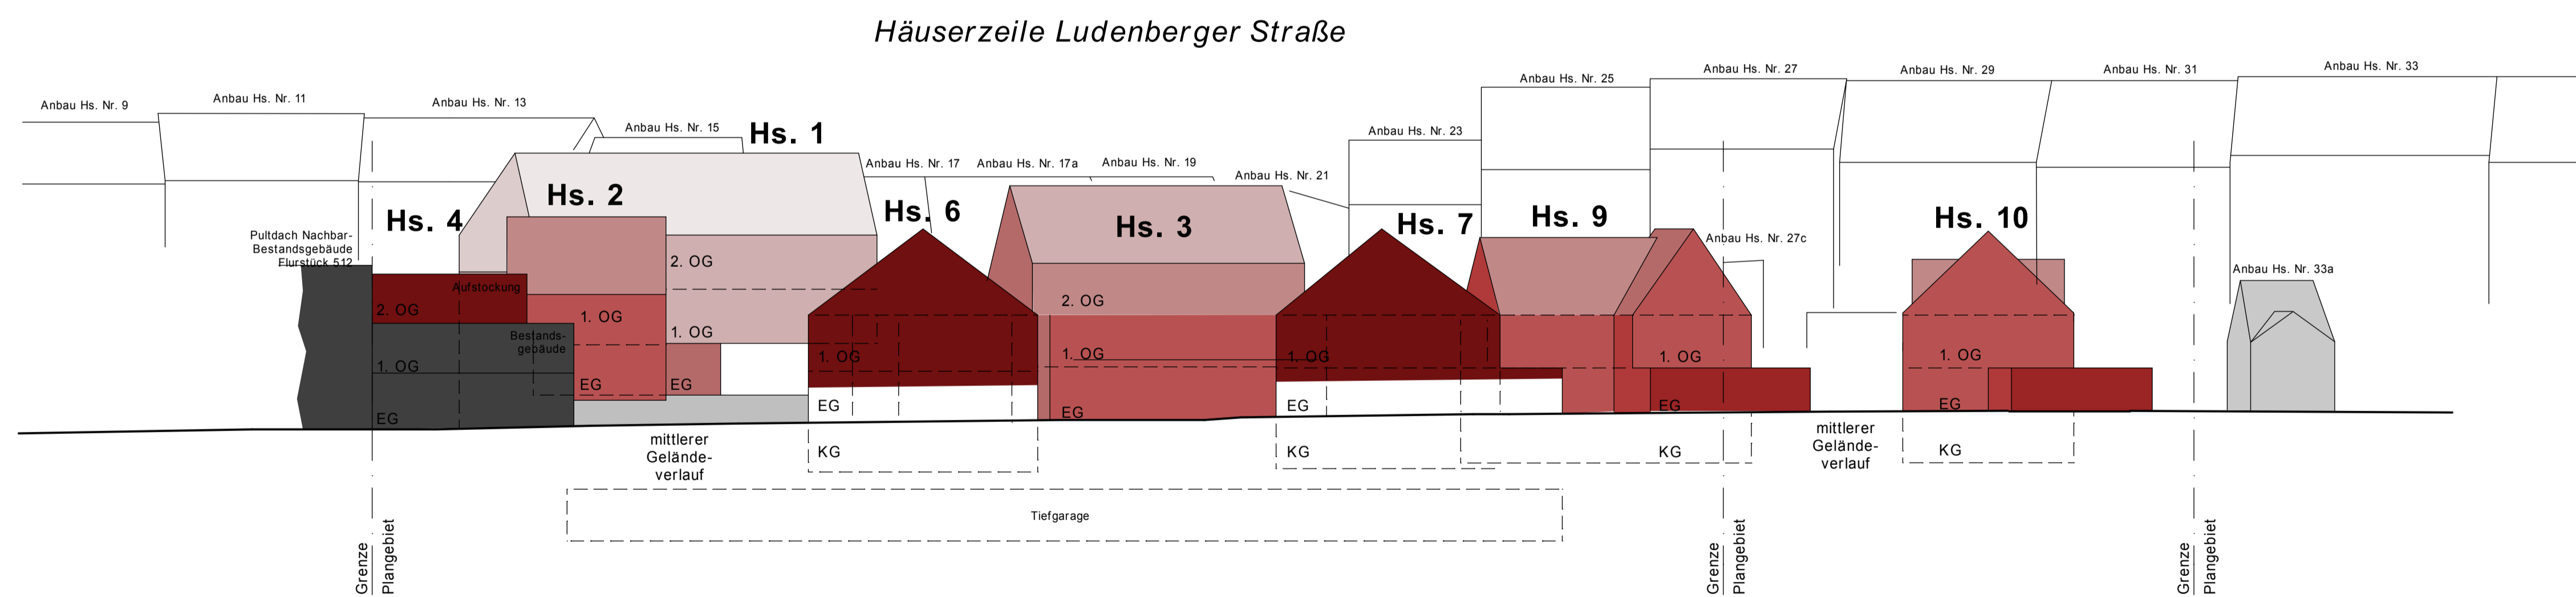 Häuserzeile Ludenberger Straße
Anbau Hs. Nr. 9
Anbau Hs. Nr. 11
Anbau Hs. Nr. 13
Anbau Hs. Nr. 15
Hs. 1
Anbau Hs. Nr. 17
Anbau Hs. Nr. 17a
Anbau Hs. Nr. 19
Anbau Hs. Nr. 21
Anbau Hs. Nr. 23
Anbau Hs. Nr. 25
Anbau Hs. Nr. 27
Anbau Hs. Nr. 29
Anbau Hs. Nr. 31
Anbau Hs. Nr. 33
Hs. 4
Hs. 2
Hs. 6
Hs. 3
Hs. 7
Hs. 9
Anbau Hs. Nr. 27c
Hs. 10
Anbau Hs. Nr. 33a
Pultdach Nachbar-
Bestandsgebäude
Flurstück 512
Aufstockung
2. OG
Bestands-
gebäude
1. OG
EG
1. OG
EG
2. OG
1. OG
EG
1. OG
EG
KG
2. OG
1. OG
EG
1. OG
EG
KG
1. OG
EG
KG
1. OG
EG
KG
mittlerer
Gelände-
verlauf
mittlerer
Gelände-
verlauf
Tiefgarage
Grenze
Plangebiet
Grenze
Plangebiet
Grenze
Plangebiet